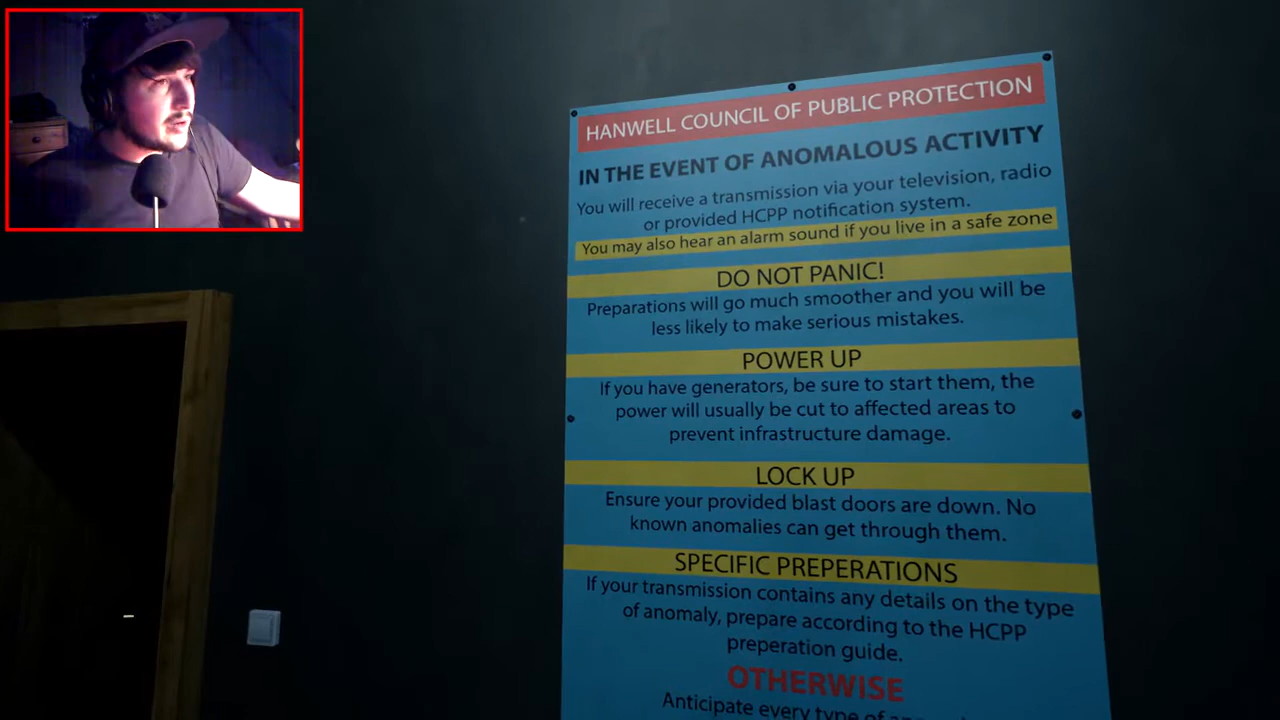 HANWELL COUNCIL OF PUBLIC PROTECTION
IN THE EVENT OF ANOMALOUS ACTIVITY
You will receive a transmission via your television, radio
or provided HCPP notification system.
You may also hear an alarm sound if you live in a safe zone
DO NOT PANIC!
Preparations will go much smoother and you will be
less likely to make serious mistakes.
POWER UP
If you have generators, be sure to start them, the
power will usually be cut to affected areas to
prevent infrastructure damage.
LOCK UP
Ensure your provided blast doors are down. No
known anomalies can get through them.
SPECIFIC PREPERATIONS
If your transmission contains any details on the type
of anomaly, prepare according to the HCPP
preperation guide.
OTHERWISE
Anticipate every type of